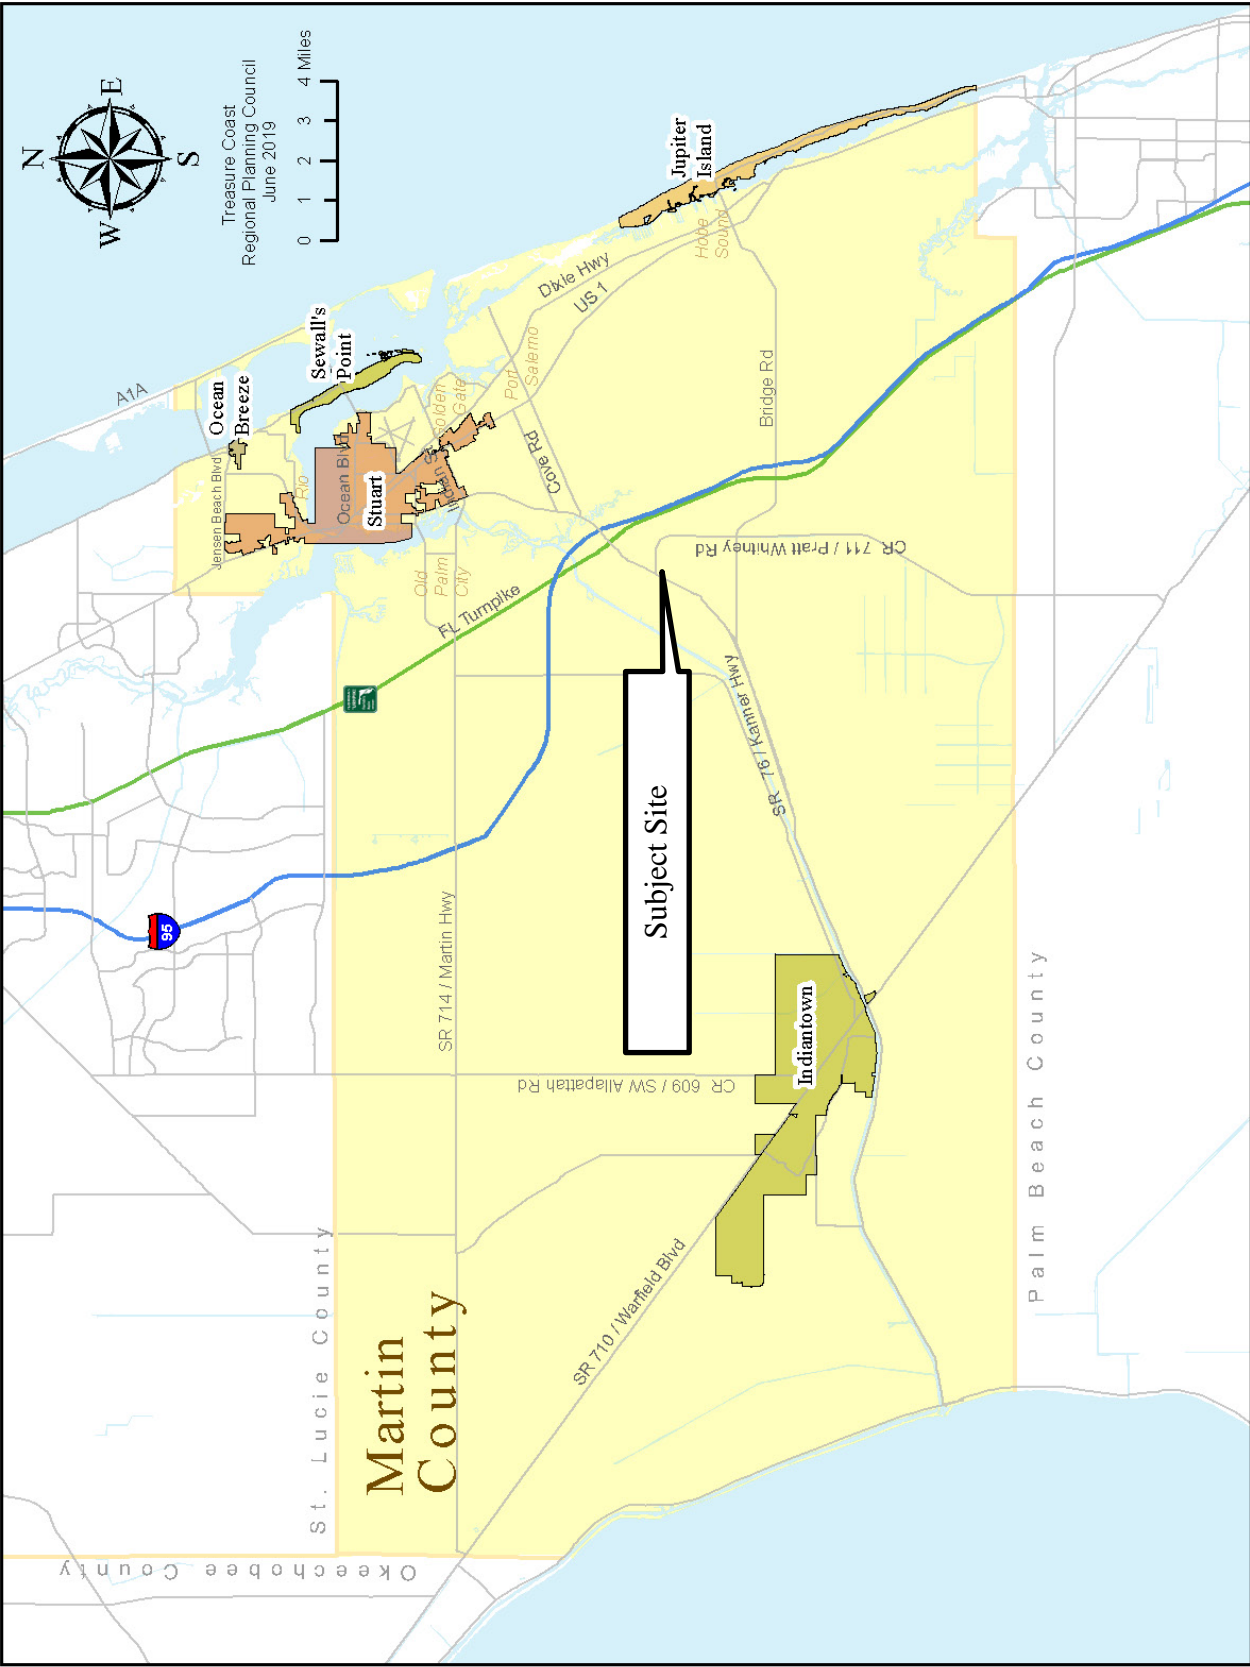 N
W
E
S
Treasure Coast
Regional Planning Council
June 2019
0 1 2 3 4 Miles
A1A
Ocean
Breeze
Sewall's
Point
Jensen Beach Blvd
Rio
Ocean Blvd
Stuart
Indian St
Golden
Gate
Port
Salerno
Dixie Hwy
US 1
Cove Rd
Jupiter
Island
Hobe
Sound
Bridge Rd
Old
Palm
City
FL Turnpike
CR 711 / Pratt Whitney Rd
SR 76 / Kanner Hwy
Subject Site
95
SR 714 / Martin Hwy
CR 609 / SW Allapattah Rd
Indiantown
SR 710 / Warfield Blvd
Martin
County
St. Lucie County
Okeechobee County
Palm Beach County